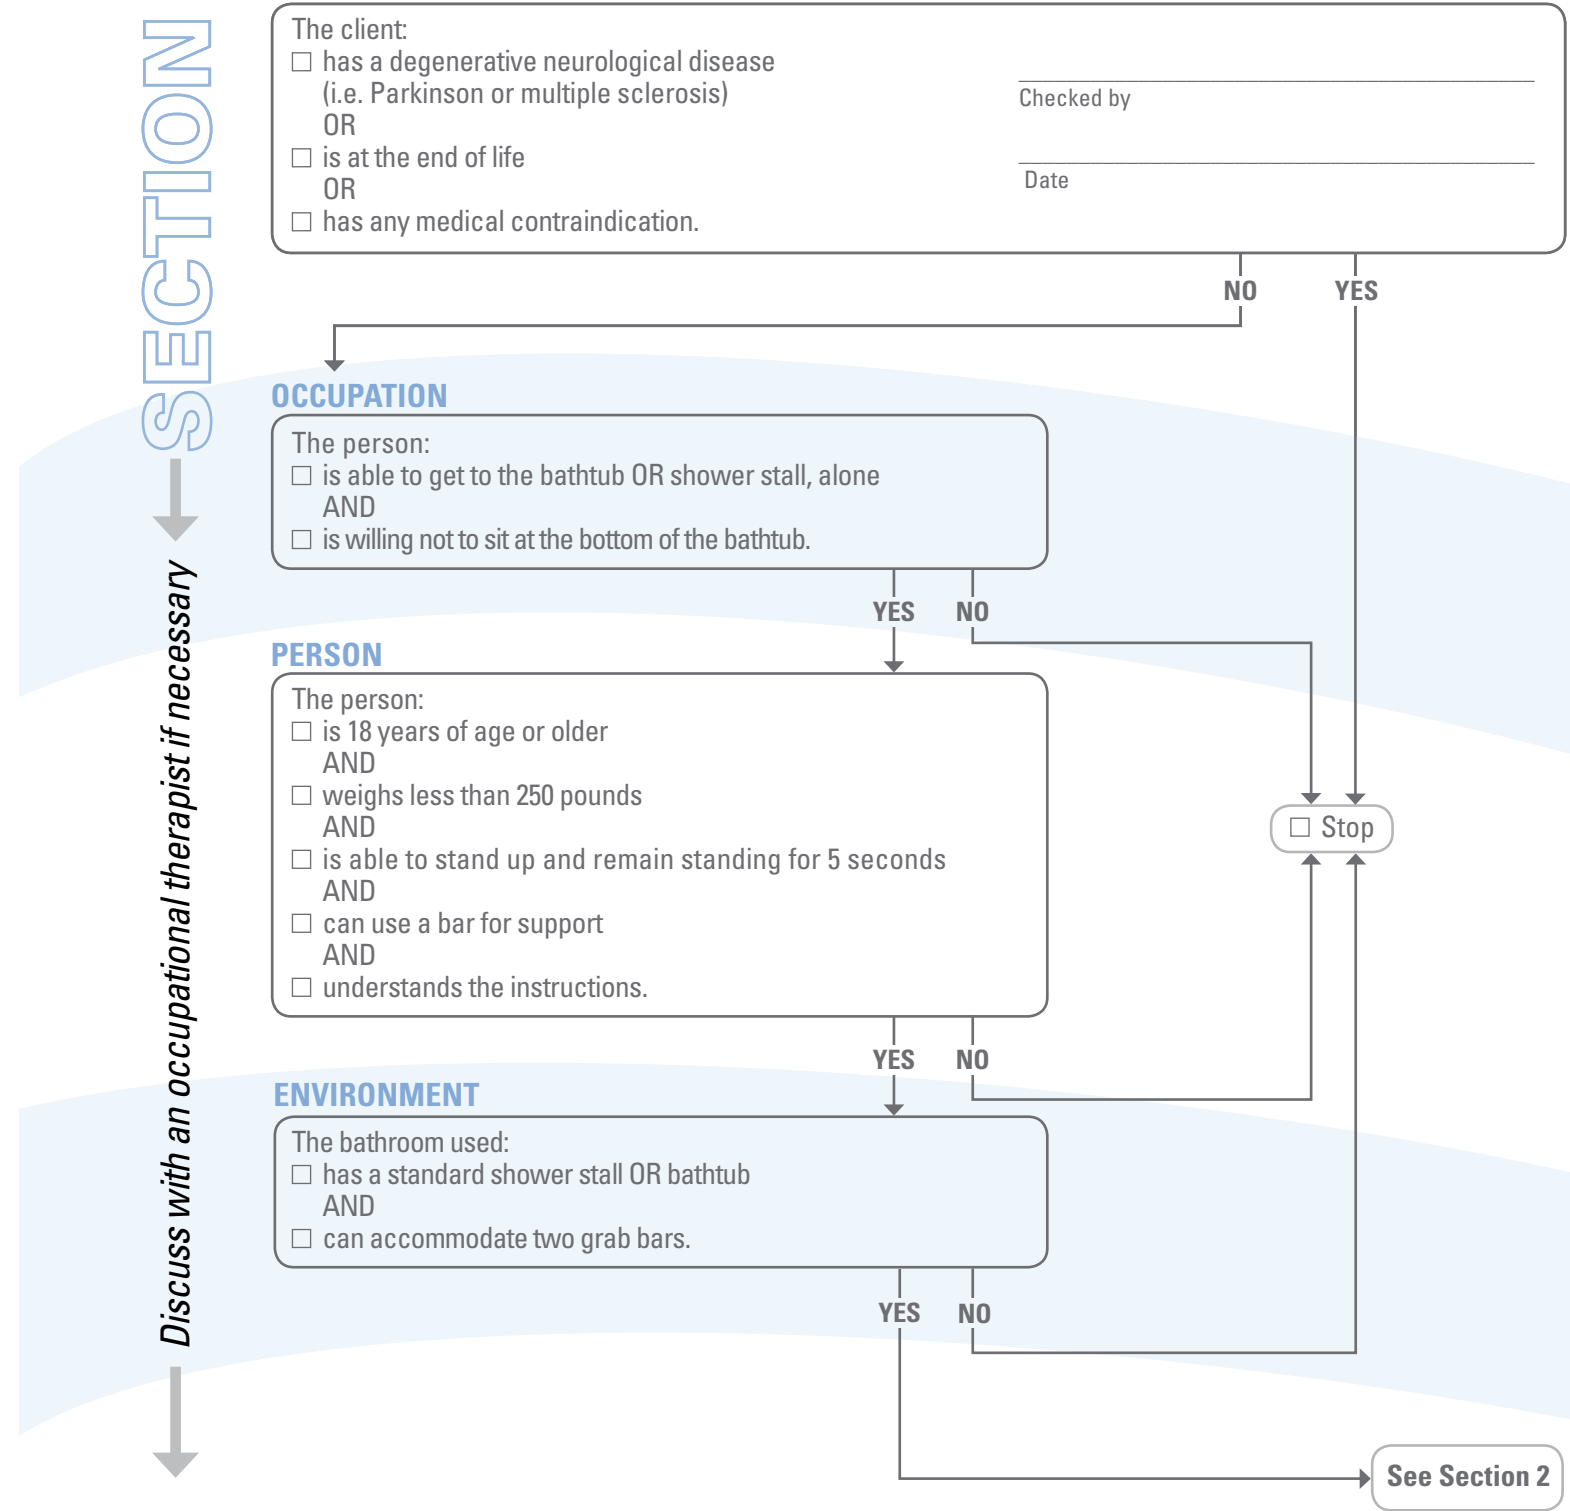 SECTION
Discuss with an occupational therapist if necessary
The client:
☐ has a degenerative neurological disease
(i.e. Parkinson or multiple sclerosis)
OR
☐ is at the end of life
OR
☐ has any medical contraindication.
Checked by
Date
NO
YES
OCCUPATION
The person:
☐ is able to get to the bathtub OR shower stall, alone
AND
☐ is willing not to sit at the bottom of the bathtub.
YES
NO
PERSON
The person:
☐ is 18 years of age or older
AND
☐ weighs less than 250 pounds
AND
☐ is able to stand up and remain standing for 5 seconds
AND
☐ can use a bar for support
AND
☐ understands the instructions.
☐ Stop
YES
NO
ENVIRONMENT
The bathroom used:
☐ has a standard shower stall OR bathtub
AND
☐ can accommodate two grab bars.
YES
NO
See Section 2